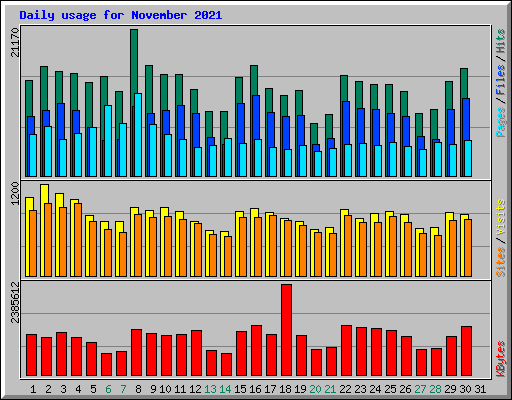 Daily usage for November 2021
21170
Pages / Files / Hits
1200
Sites / Visits
2385612
KBytes
1 2 3 4 5 6 7 8 9 10 11 12 13 14 15 16 17 18 19 20 21 22 23 24 25 26 27 28 29 30 31